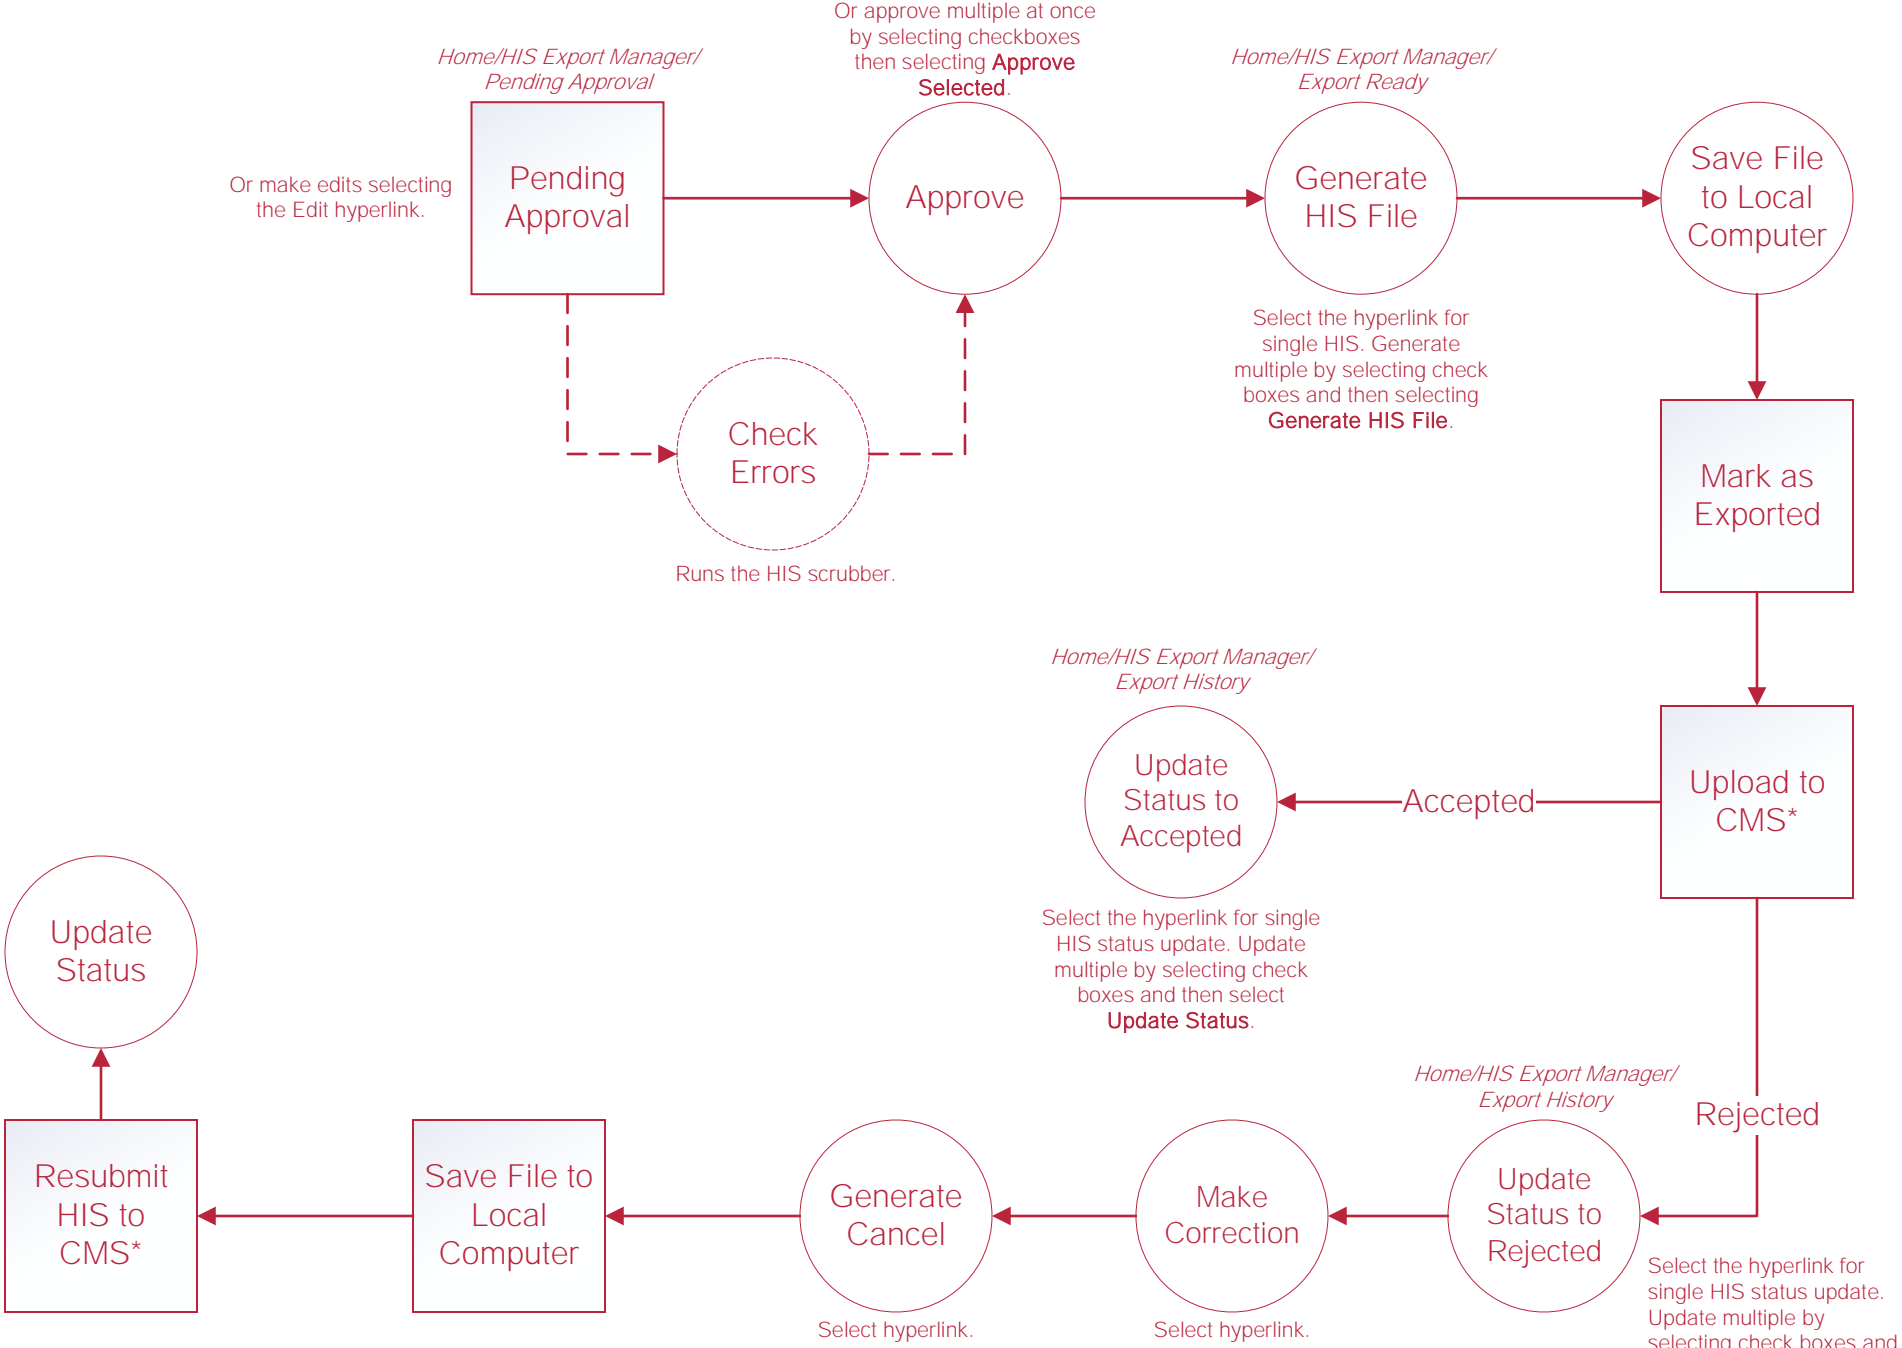 Or approve multiple at once
by selecting checkboxes
then selecting Approve
Selected.
Home/HIS Export Manager/
Pending Approval
Home/HIS Export Manager/
Export Ready
Or make edits selecting
the Edit hyperlink.
Pending
Approval
Approve
Generate
HIS File
Save File
to Local
Computer
Select the hyperlink for
single HIS. Generate
multiple by selecting check
boxes and then selecting
Generate HIS File.
Check
Errors
Runs the HIS scrubber.
Mark as
Exported
Home/HIS Export Manager/
Export History
Update
Status to
Accepted
Accepted
Upload to
CMS*
Select the hyperlink for single
HIS status update. Update
multiple by selecting check
boxes and then select
Update Status.
Update
Status
Home/HIS Export Manager/
Export History
Rejected
Resubmit
HIS to
CMS*
Save File to
Local
Computer
Generate
Cancel
Make
Correction
Update
Status to
Rejected
Select hyperlink.
Select hyperlink.
Select the hyperlink for
single HIS status update.
Update multiple by
selecting check boxes and